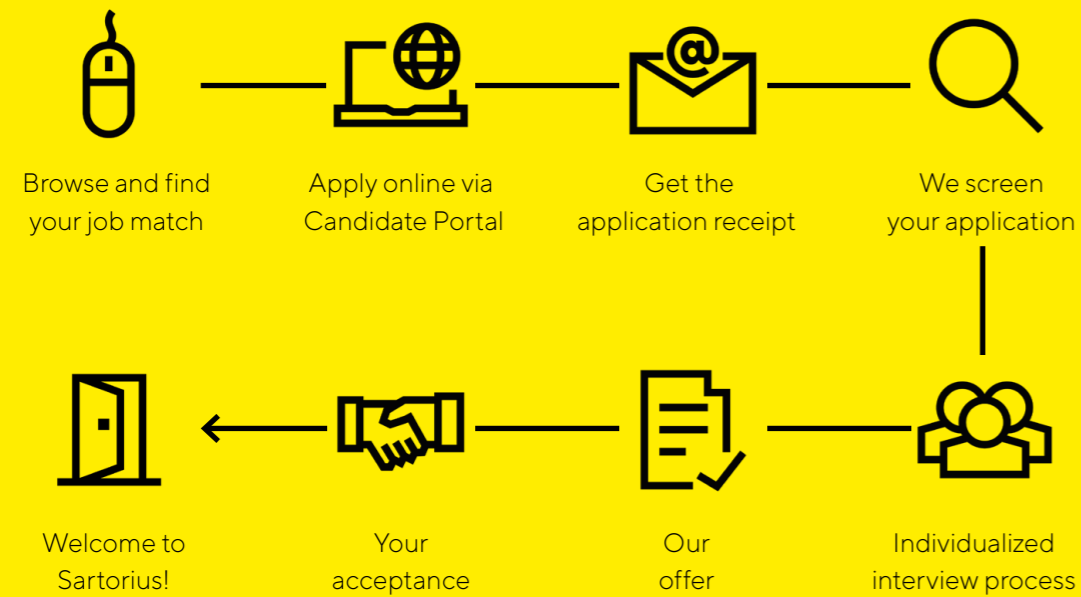 @
Browse and find
your job match
Apply online via
Candidate Portal
Get the
application receipt
We screen
your application
Individualized
interview process
Our
offer
Your
acceptance
Welcome to
Sartorius!